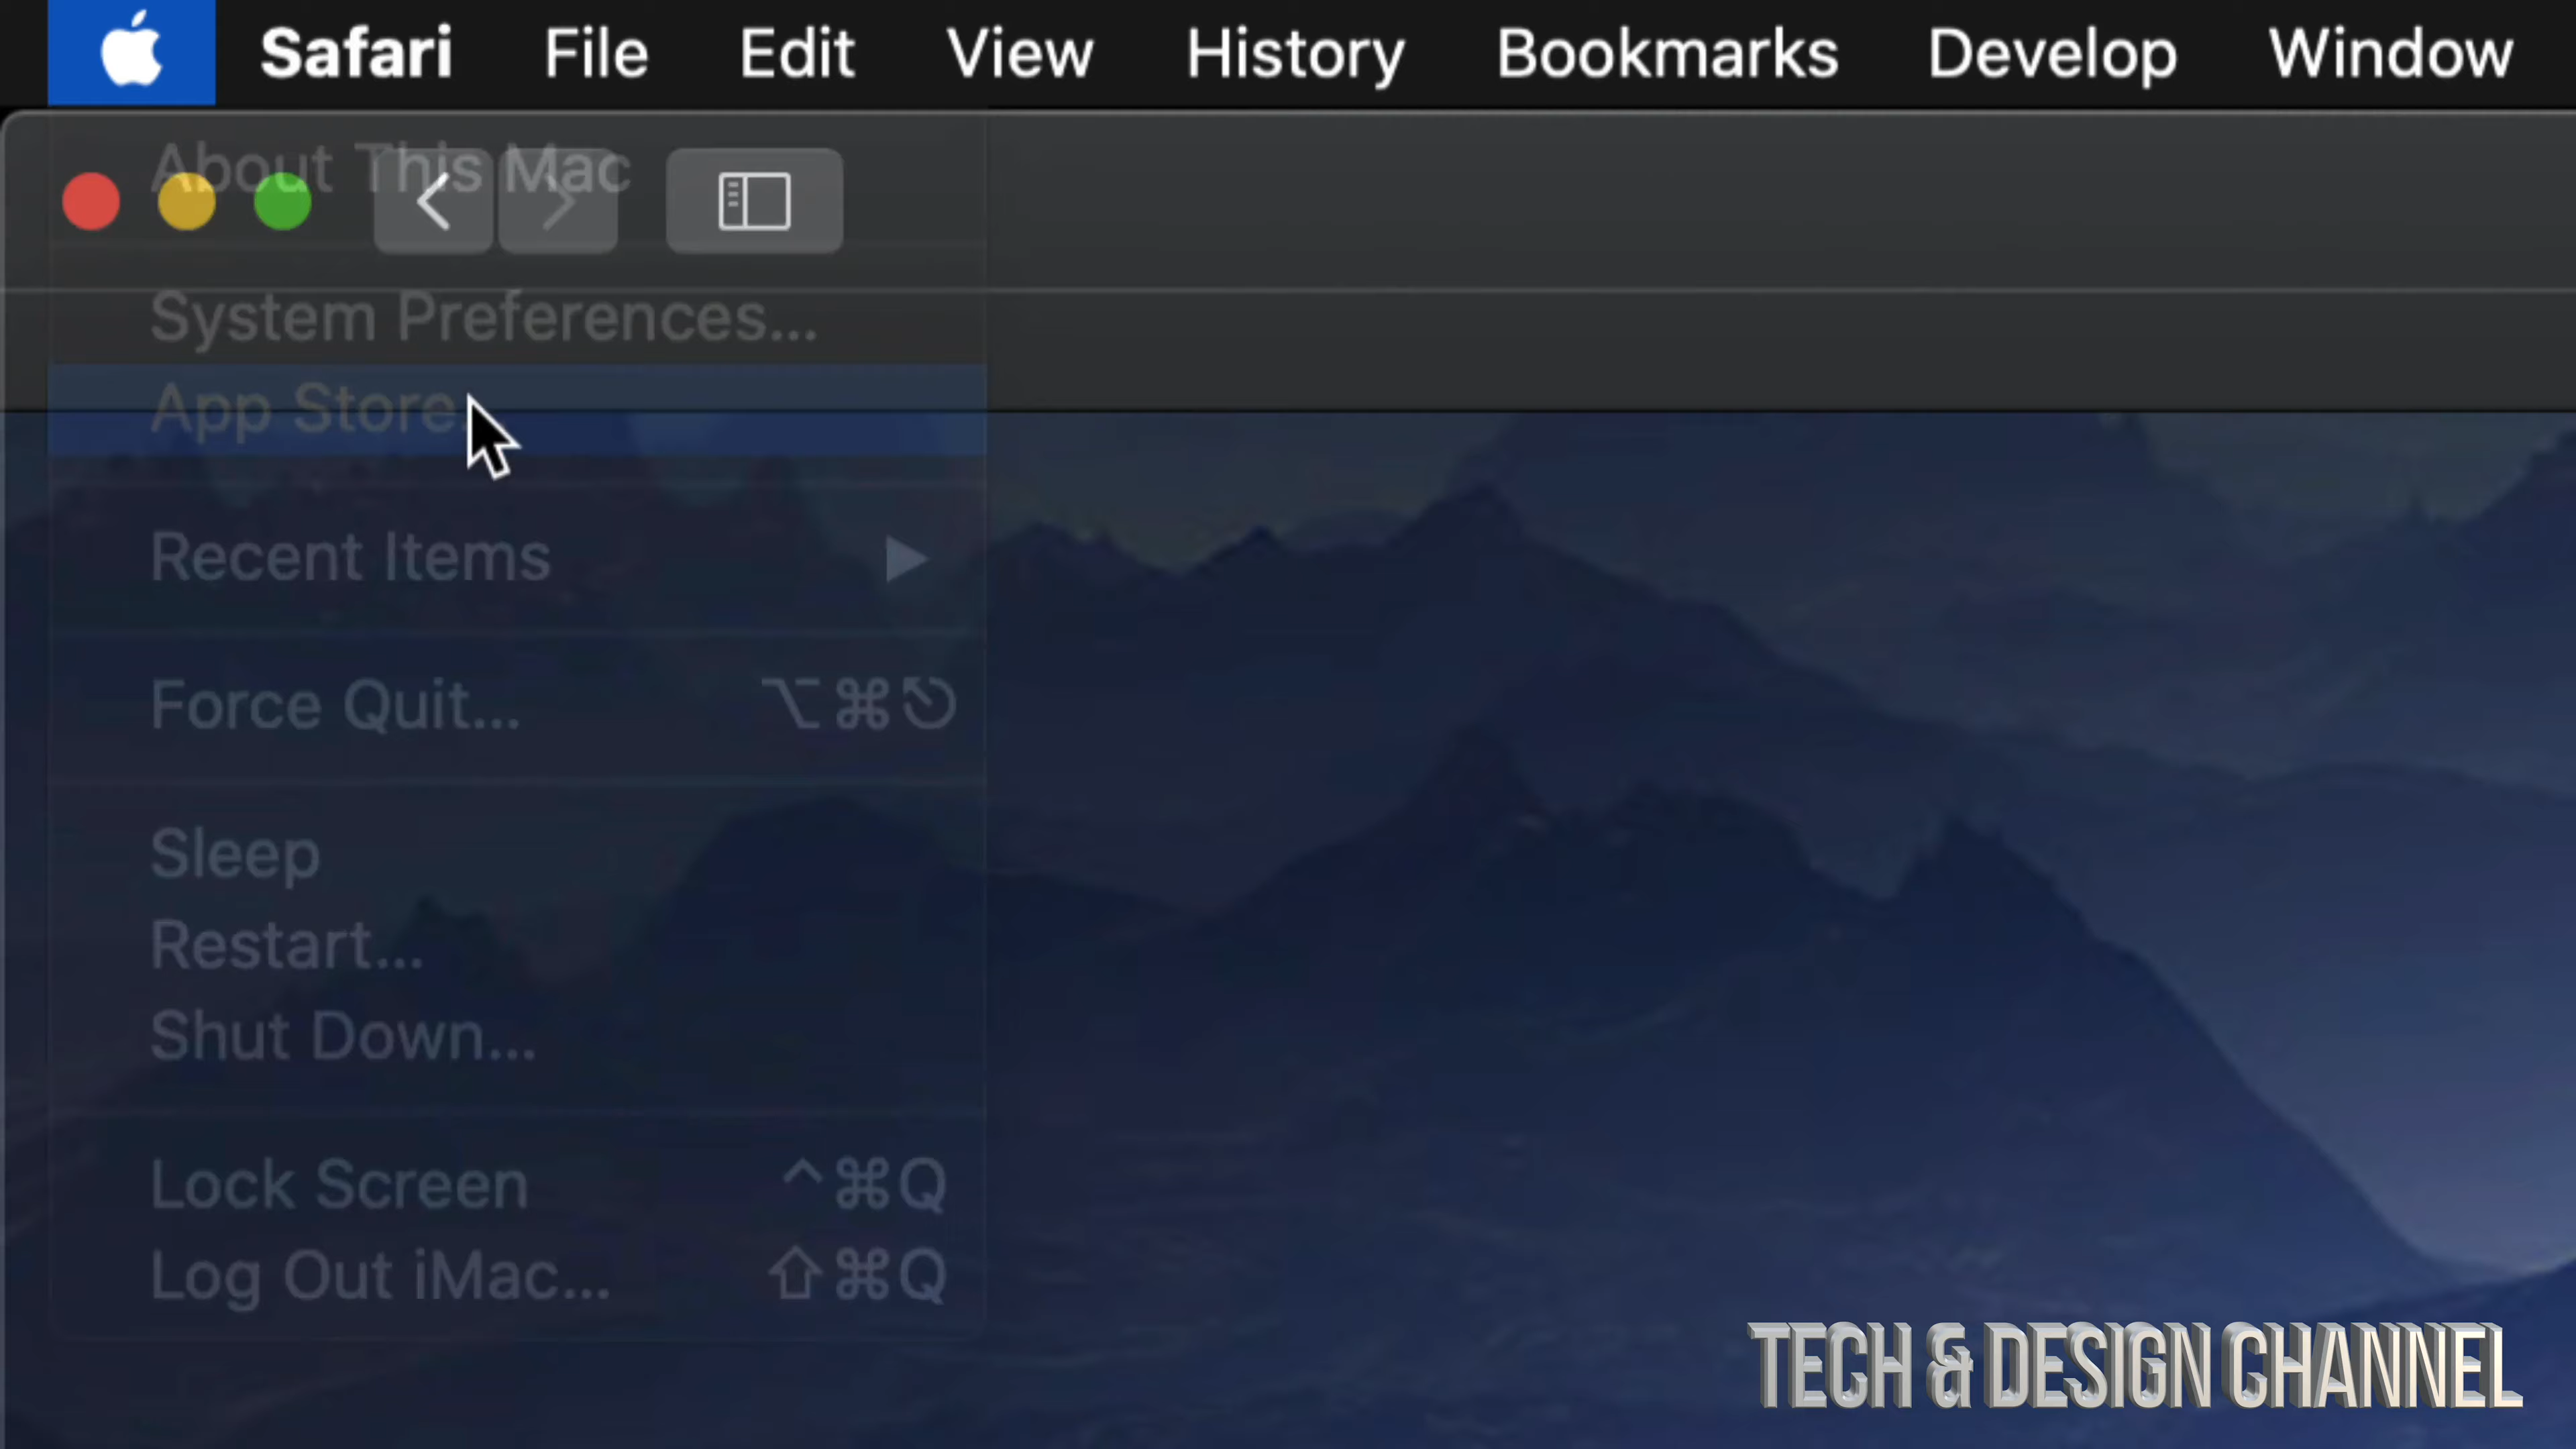 Safari File Edit View History Bookmarks Develop Window
About This Mac
System Preferences...
App Store.
Recent Items ▶
Force Quit... ⌥⌘⎋
Sleep
Restart...
Shut Down...
Lock Screen ^⌘Q
Log Out iMac... ⇧⌘Q
TECH & DESIGN CHANNEL